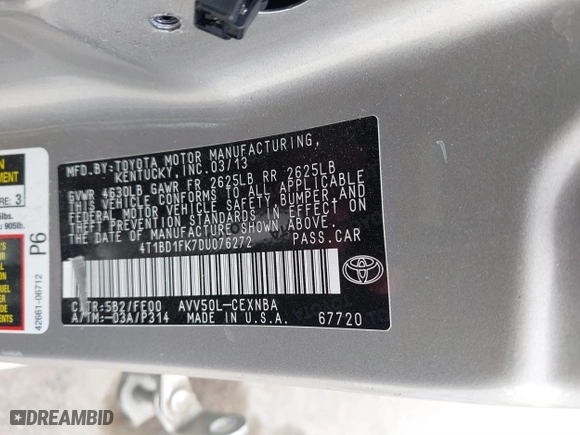 MFD.BY:TOYOTA MOTOR MANUFACTURING,
KENTUCKY, INC. 03/13
GVWR 4630LB GAWR FR 2625LB RR 2625LB
THIS VEHICLE CONFORMS TO ALL APPLICABLE
FEDERAL MOTOR VEHICLE SAFETY, BUMPER, AND
THEFT PREVENTION STANDARDS IN EFFECT ON
THE DATE OF MANUFACTURE SHOWN ABOVE.
4T1BD1FK7DU076272 PASS.CAR
C/TR:5B2/FE00 AVV50L-CEXNBA
A/TM:-03A/P314 MADE IN U.S.A. 67720
TOYOTA
3
905lb
P6
42661-06712
DREAMBID